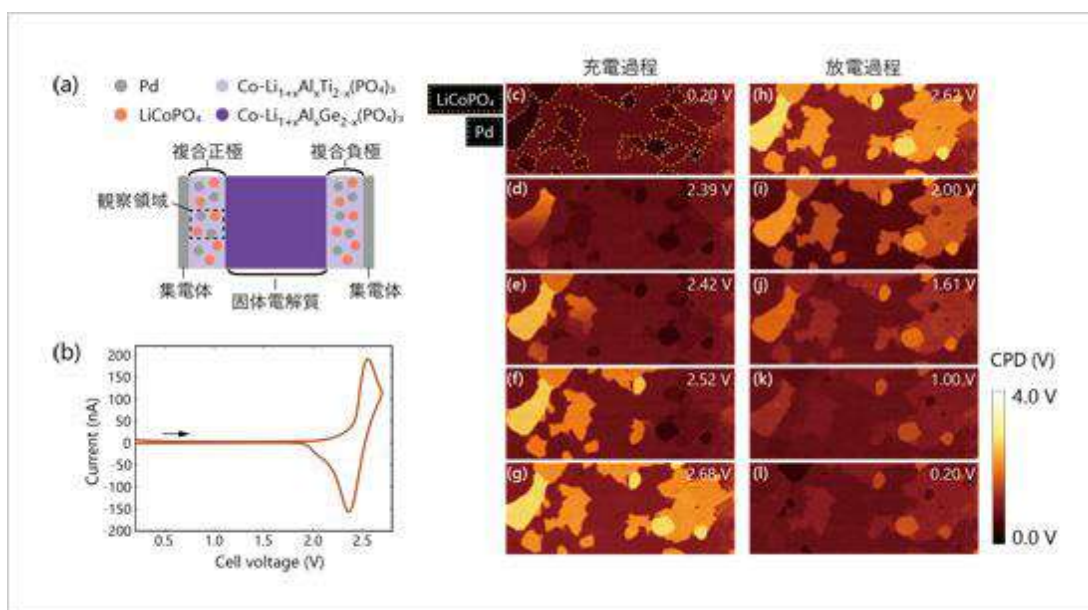 (a)
Pd
Co-Li₁₊ₓAlₓTi₂₋ₓ(PO₄)₃
LiCoPO₄
Co-Li₁₊ₓAlₓGe₂₋ₓ(PO₄)₃
複合正極
複合負極
観察領域
集電体
集電体
固体電解質
(b)
Current (nA)
200
150
100
50
0
-50
-100
-150
-200
0.5
1.0
1.5
2.0
2.5
Cell voltage (V)
充電過程
放電過程
LiCoPO₄
Pd
(c)
0.20 V
(h)
2.62 V
(d)
2.39 V
(i)
2.00 V
(e)
2.42 V
(j)
1.61 V
(f)
2.52 V
(k)
1.00 V
(g)
2.68 V
(l)
0.20 V
CPD (V)
4.0 V
0.0 V